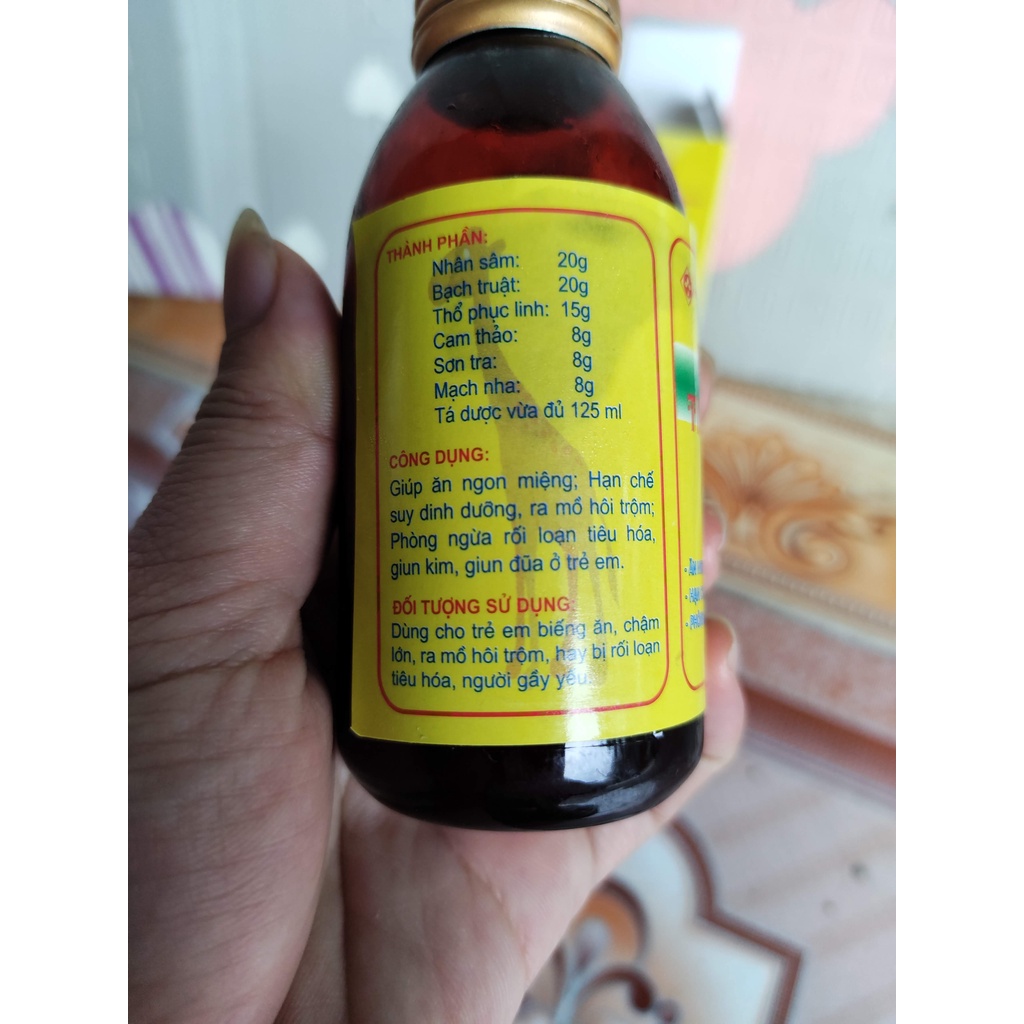 THÀNH PHẦN:
Nhân sâm: 20g
Bạch truật: 20g
Thổ phục linh: 15g
Cam thảo: 8g
Sơn tra: 8g
Mạch nha: 8g
Tá dược vừa đủ 125 ml
CÔNG DỤNG:
Giúp ăn ngon miệng; Hạn chế
suy dinh dưỡng, ra mồ hôi trộm;
Phòng ngừa rối loạn tiêu hóa,
giun kim, giun đũa ở trẻ em.
ĐỐI TƯỢNG SỬ DỤNG:
Dùng cho trẻ em biếng ăn, chậm
lớn, ra mồ hôi trộm, hay bị rối loạn
tiêu hóa, người gầy yếu.